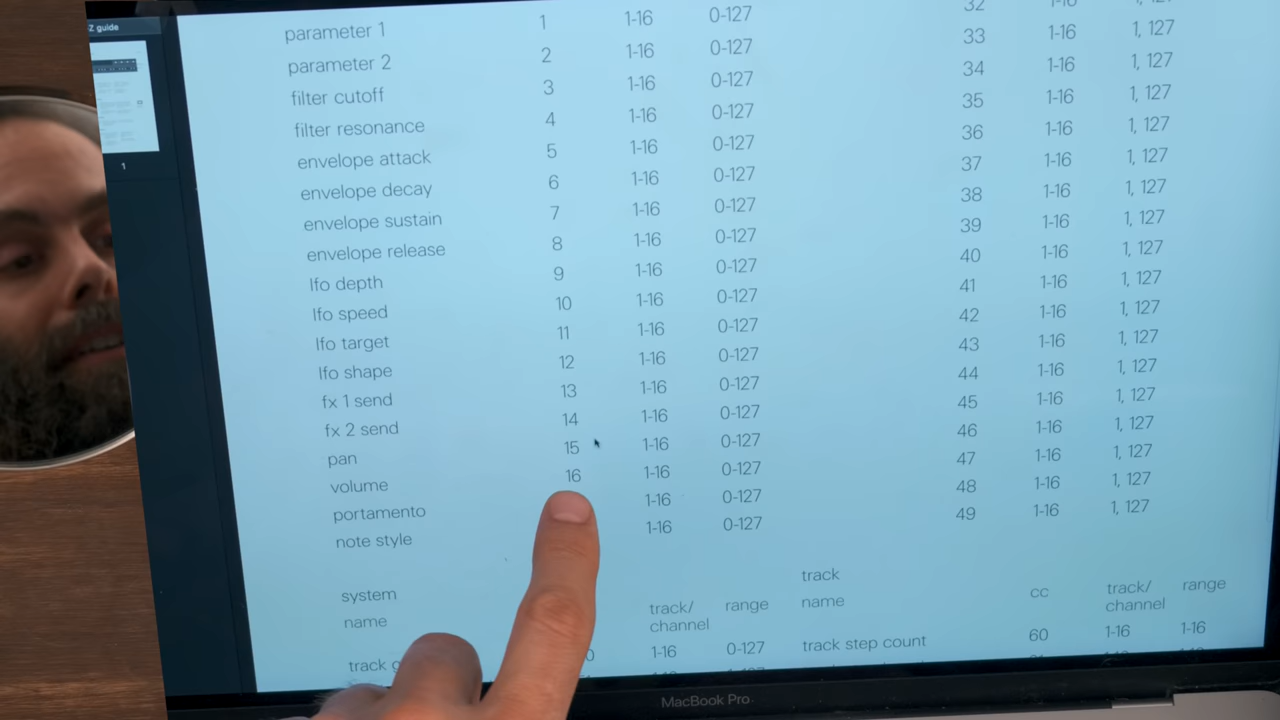 Z guide
parameter 1 1 1-16 0-127 32 1-16
parameter 2 2 1-16 0-127 33 1-16 1, 127
filter cutoff 3 1-16 0-127 34 1-16 1, 127
filter resonance 4 1-16 0-127 35 1-16 1, 127
envelope attack 5 1-16 0-127 36 1-16 1, 127
envelope decay 6 1-16 0-127 37 1-16 1, 127
envelope sustain 7 1-16 0-127 38 1-16 1, 127
envelope release 8 1-16 0-127 39 1-16 1, 127
lfo depth 9 1-16 0-127 40 1-16 1, 127
lfo speed 10 1-16 0-127 41 1-16 1, 127
lfo target 11 1-16 0-127 42 1-16 1, 127
lfo shape 12 1-16 0-127 43 1-16 1, 127
fx 1 send 13 1-16 0-127 44 1-16 1, 127
fx 2 send 14 1-16 0-127 45 1-16 1, 127
pan 15 1-16 0-127 46 1-16 1, 127
volume 16 1-16 0-127 47 1-16 1, 127
portamento 1-16 0-127 48 1-16 1, 127
note style 1-16 0-127 49 1-16 1, 127
1
system
name track/ channel range
track g 0 1-16 0-127
track
name cc track/ channel range
track step count 60 1-16 1-16
MacBook Pro